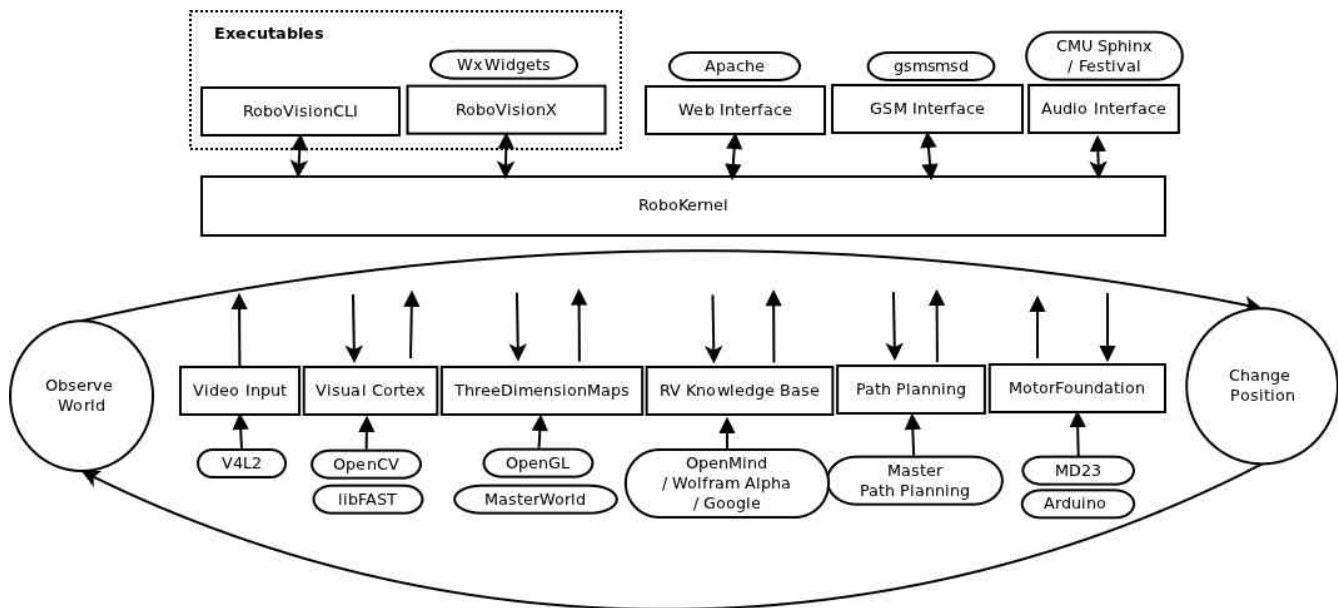 Executables
WxWidgets
Apache
gsmsmsd
CMU Sphinx
/ Festival
RoboVisionCLI
RoboVisionX
Web Interface
GSM Interface
Audio Interface
RoboKernel
Observe
World
Video Input
Visual Cortex
ThreeDimensionMaps
RV Knowledge Base
Path Planning
MotorFoundation
Change
Position
V4L2
OpenCV
libFAST
OpenGL
MasterWorld
OpenMind
/ Wolfram Alpha
/ Google
Master
Path Planning
MD23
Arduino